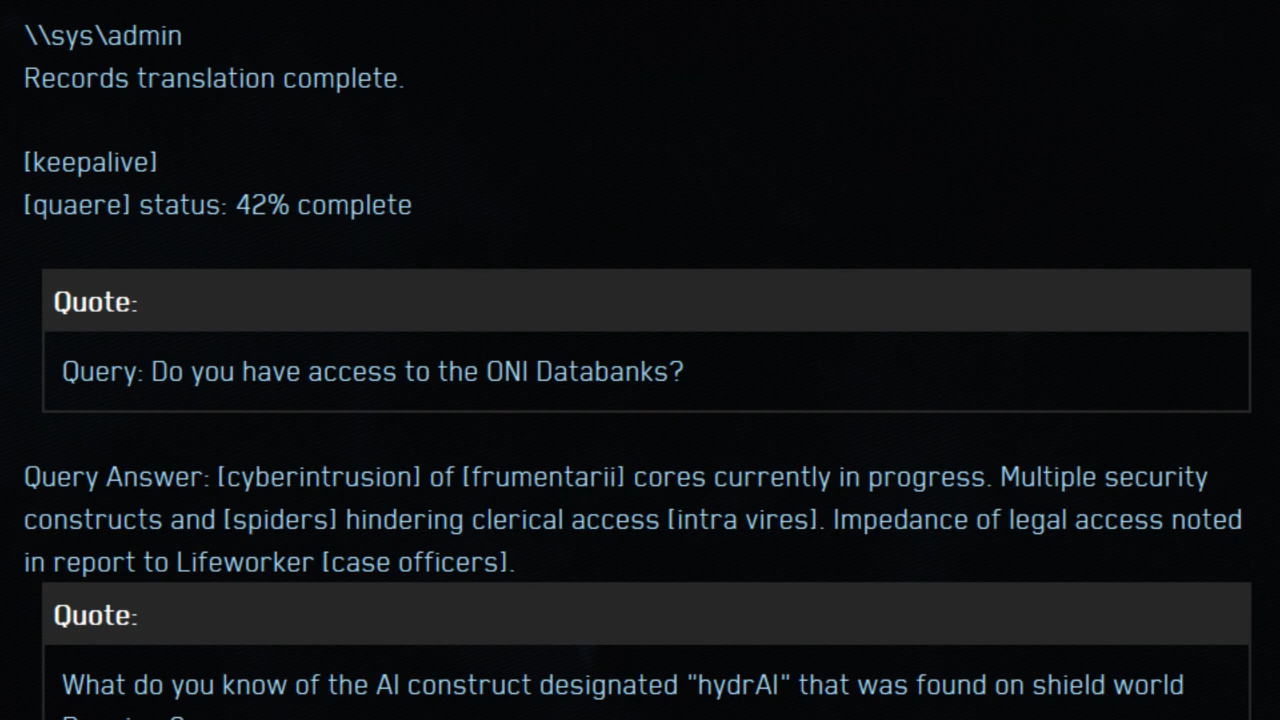 \\sys\admin
Records translation complete.
[keepalive]
[quaere] status: 42% complete
Quote:
Query: Do you have access to the ONI Databanks?
Query Answer: [cyberintrusion] of [frumentarii] cores currently in progress. Multiple security
constructs and [spiders] hindering clerical access [intra vires]. Impedance of legal access noted
in report to Lifeworker [case officers].
Quote:
What do you know of the AI construct designated "hydrAI" that was found on shield world